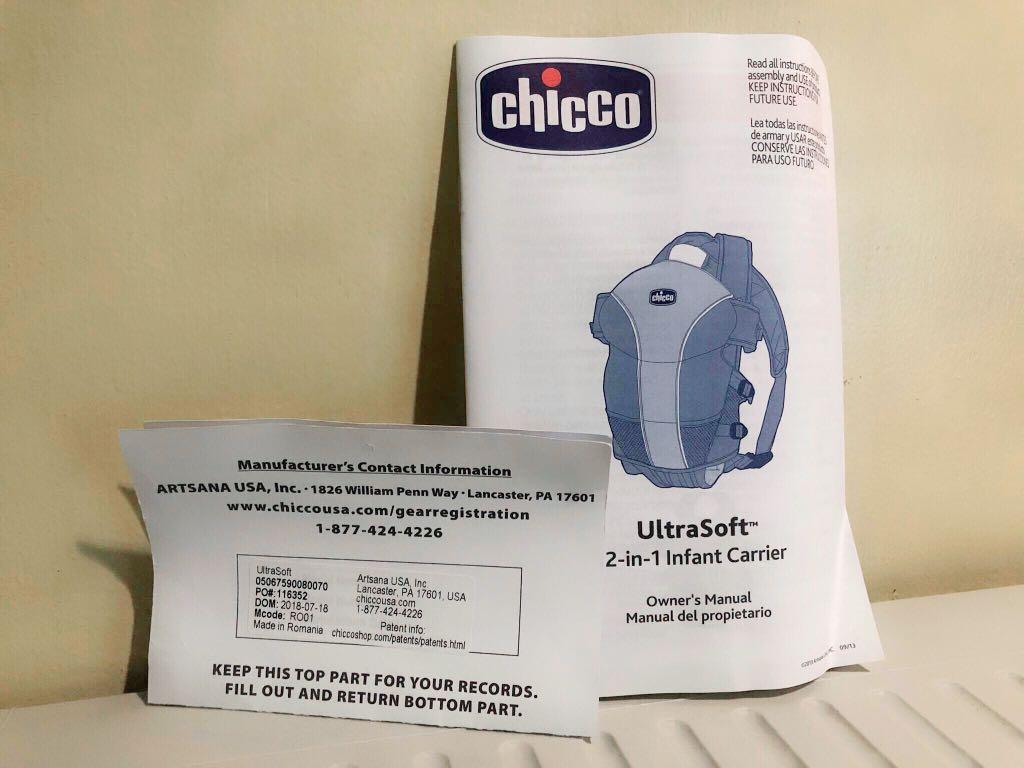 chicco
Read all instructions
assembly and USE
KEEP INSTRUCTIONS
FUTURE USE.
Lea todas las
de armar y USAR
CONSERVE LAS
PARA USO FUTURO
chicco
UltraSoft™
2-in-1 Infant Carrier
Owner's Manual
Manual del propietario
09/13
Manufacturer's Contact Information
ARTSANA USA, Inc. · 1826 William Penn Way · Lancaster, PA 17601
www.chiccousa.com/gearregistration
1-877-424-4226
UltraSoft
05067590080070
PO#: 116352
DOM: 2018-07-18
Mcode: RO01
Made in Romania
Artsana USA, Inc
Lancaster, PA 17601, USA
chiccousa.com
1-877-424-4226
Patent info:
chiccoshop.com/patents/patents.html
KEEP THIS TOP PART FOR YOUR RECORDS.
FILL OUT AND RETURN BOTTOM PART.